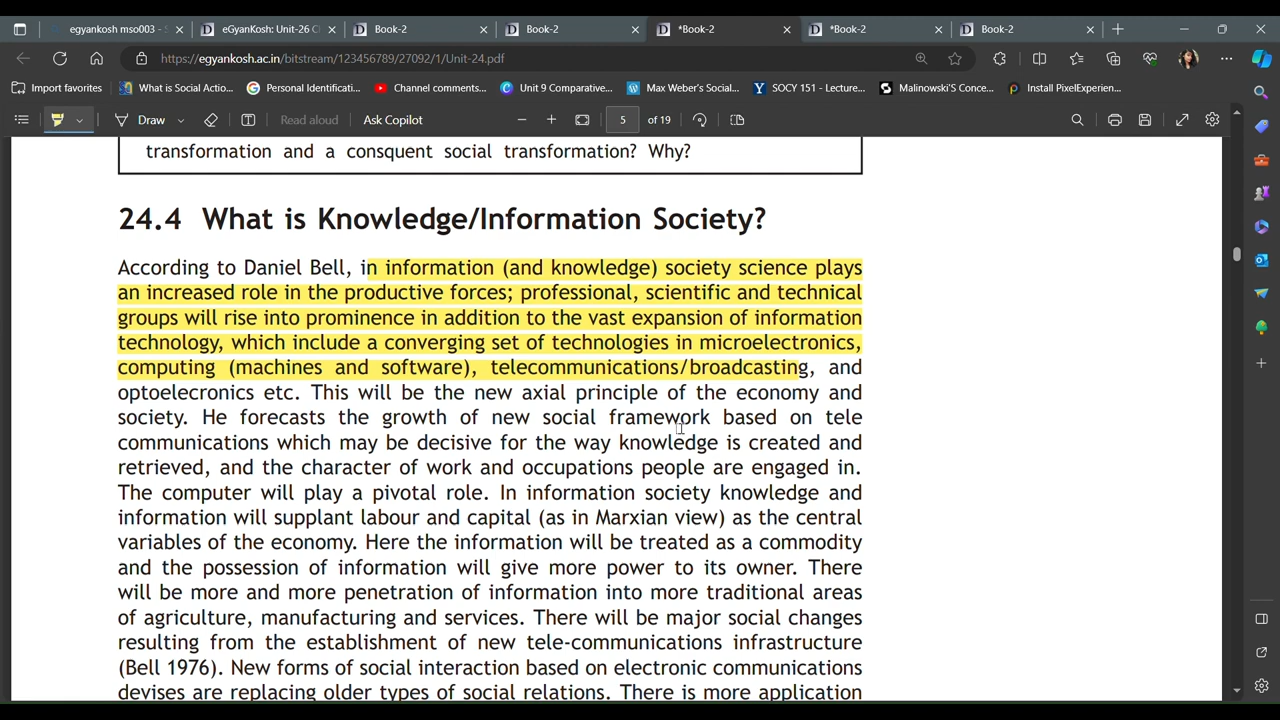 egyankosh mso003 -
eGyanKosh: Unit-26
Book-2
Book-2
*Book-2
*Book-2
Book-2
https://egyankosh.ac.in/bitstream/123456789/27092/1/Unit-24.pdf
Import favorites
What is Social Actio...
Personal Identificati...
Channel comments...
Unit 9 Comparative...
Max Weber's Social...
SOCY 151 - Lecture...
Malinowski'S Conce...
Install PixelExperien...
Draw
Read aloud
Ask Copilot
5 of 19
transformation and a consquent social transformation? Why?
24.4 What is Knowledge/Information Society?
According to Daniel Bell, in information (and knowledge) society science plays
an increased role in the productive forces; professional, scientific and technical
groups will rise into prominence in addition to the vast expansion of information
technology, which include a converging set of technologies in microelectronics,
computing (machines and software), telecommunications/broadcasting, and
optoelecronics etc. This will be the new axial principle of the economy and
society. He forecasts the growth of new social framework based on tele
communications which may be decisive for the way knowledge is created and
retrieved, and the character of work and occupations people are engaged in.
The computer will play a pivotal role. In information society knowledge and
information will supplant labour and capital (as in Marxian view) as the central
variables of the economy. Here the information will be treated as a commodity
and the possession of information will give more power to its owner. There
will be more and more penetration of information into more traditional areas
of agriculture, manufacturing and services. There will be major social changes
resulting from the establishment of new tele-communications infrastructure
(Bell 1976). New forms of social interaction based on electronic communications
devises are replacing older types of social relations. There is more application